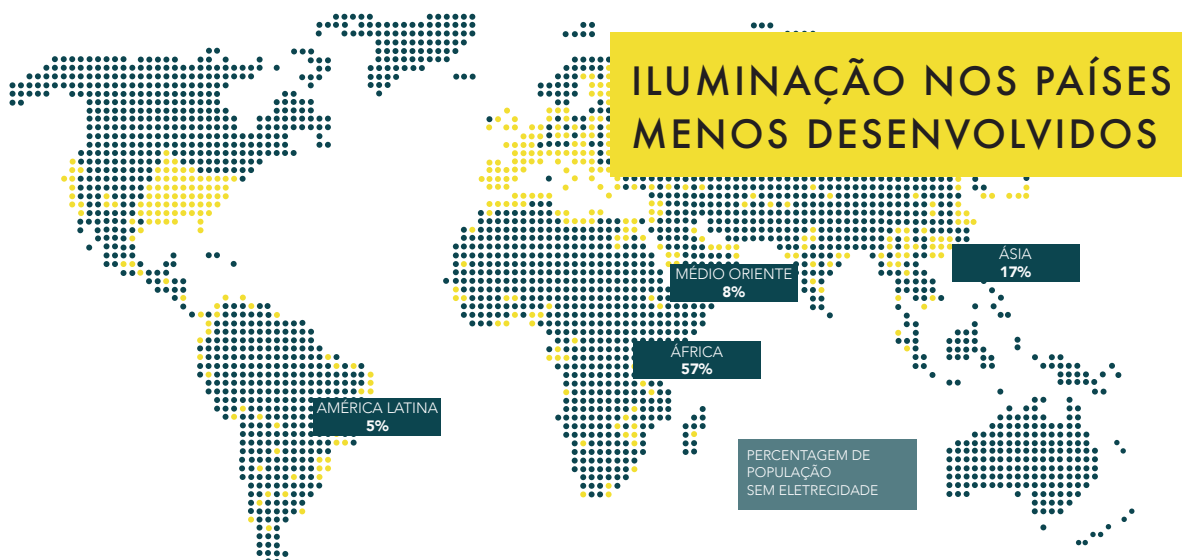 ILUMINAÇÃO NOS PAÍSES
MENOS DESENVOLVIDOS
ÁSIA
17%
MÉDIO ORIENTE
8%
ÁFRICA
57%
AMÉRICA LATINA
5%
PERCENTAGEM DE
POPULAÇÃO
SEM ELETRECIDADE